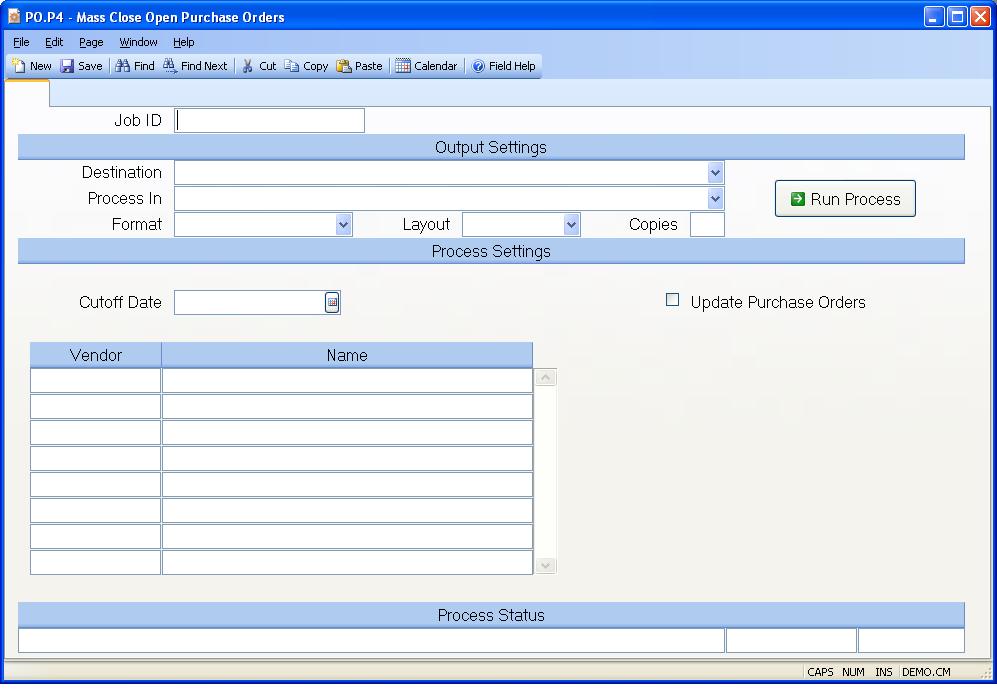 PO.P4 - Mass Close Open Purchase Orders
File Edit Page Window Help
New Save Find Find Next Cut Copy Paste Calendar Field Help
Job ID
Output Settings
Destination
Process In
Run Process
Format Layout Copies
Process Settings
Cutoff Date Update Purchase Orders
Vendor Name
Process Status
CAPS NUM INS DEMO.CM